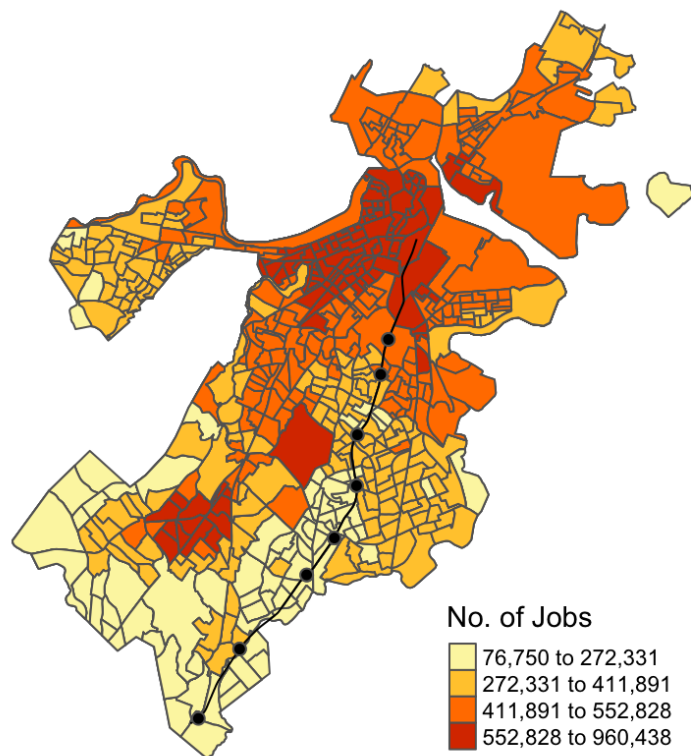 No. of Jobs
76,750 to 272,331
272,331 to 411,891
411,891 to 552,828
552,828 to 960,438